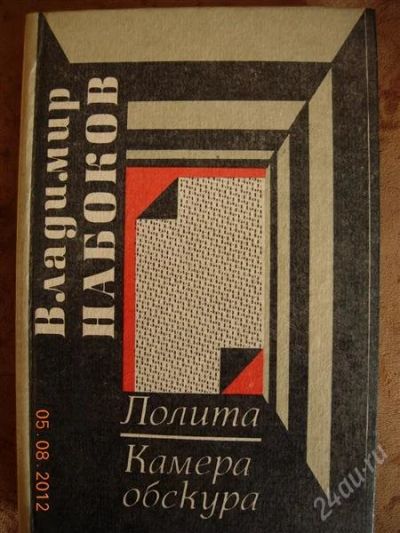 Владимир
НАБОКОВ
Лолита
Камера
обскура
05.08.2012
24au.ru